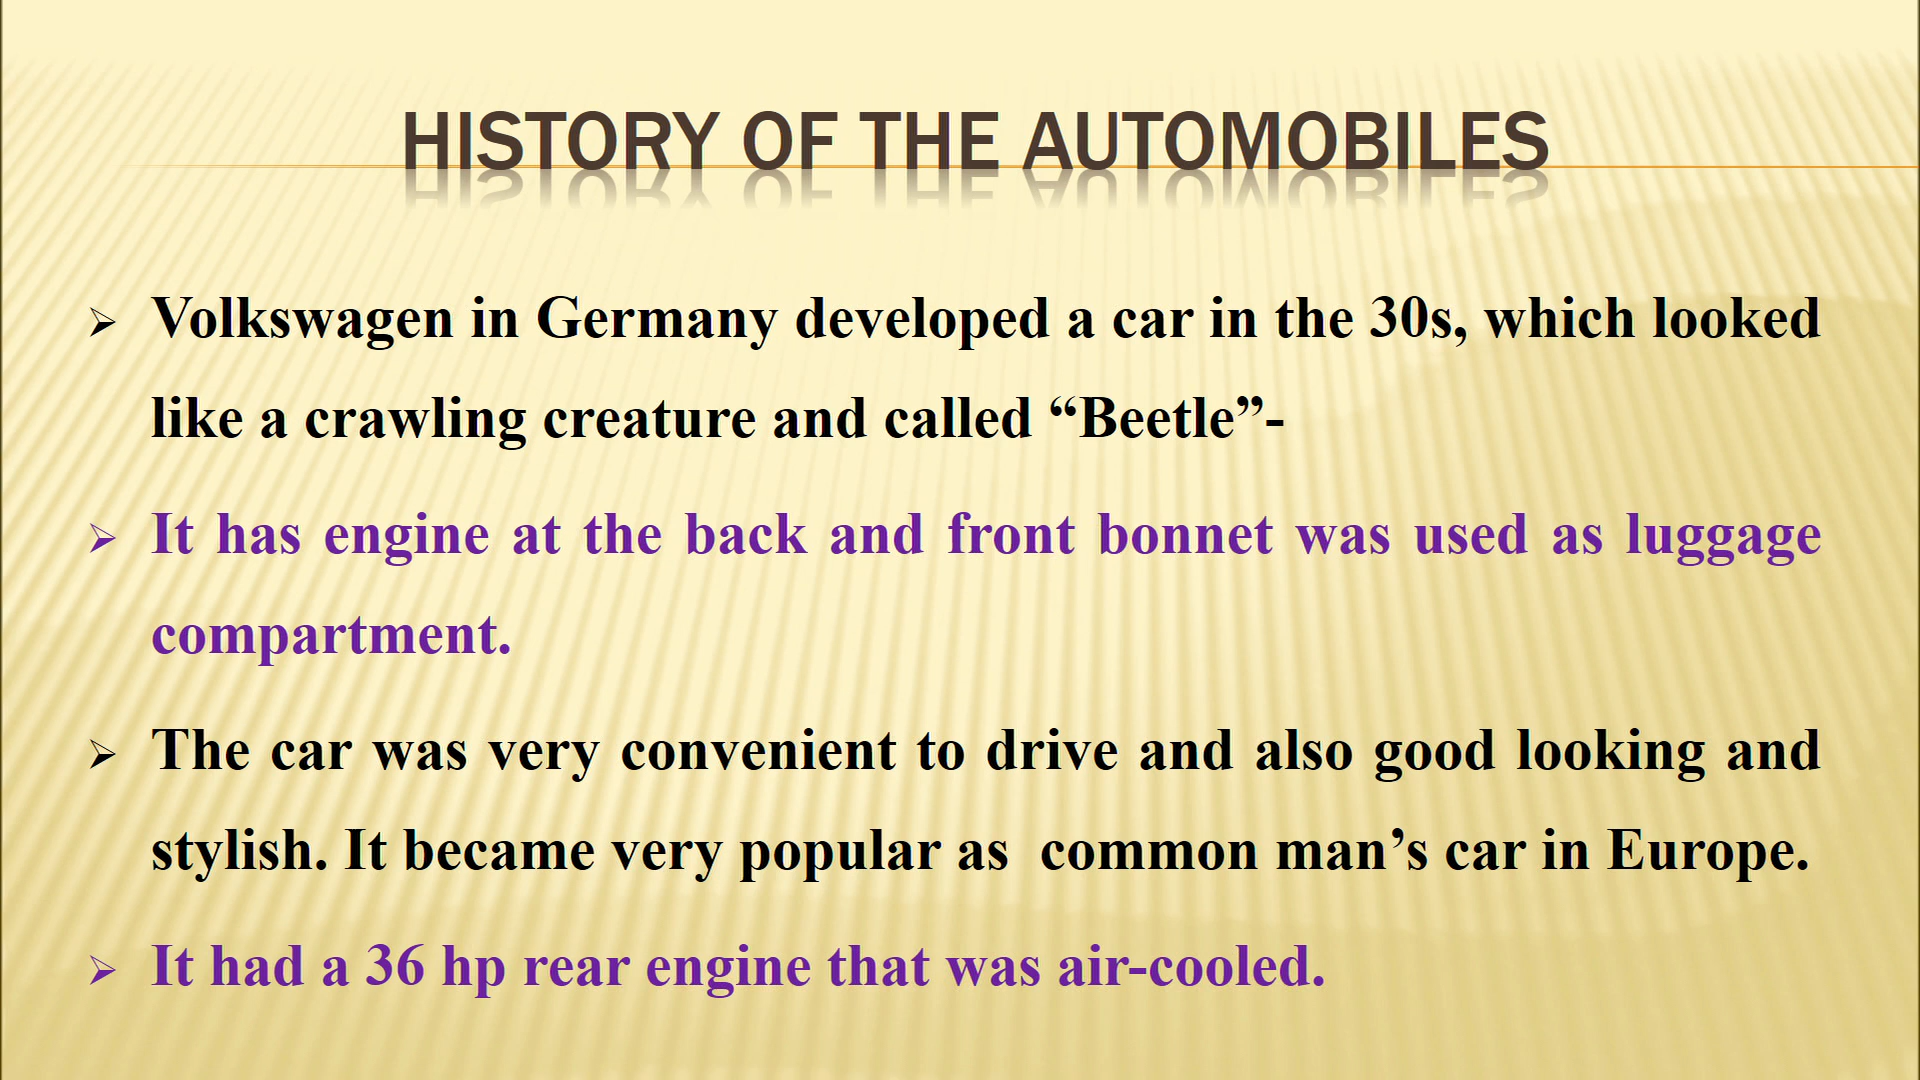 HISTORY OF THE AUTOMOBILES
➢ Volkswagen in Germany developed a car in the 30s, which looked
like a crawling creature and called “Beetle”-
➢ It has engine at the back and front bonnet was used as luggage
compartment.
➢ The car was very convenient to drive and also good looking and
stylish. It became very popular as  common man’s car in Europe.
➢ It had a 36 hp rear engine that was air-cooled.